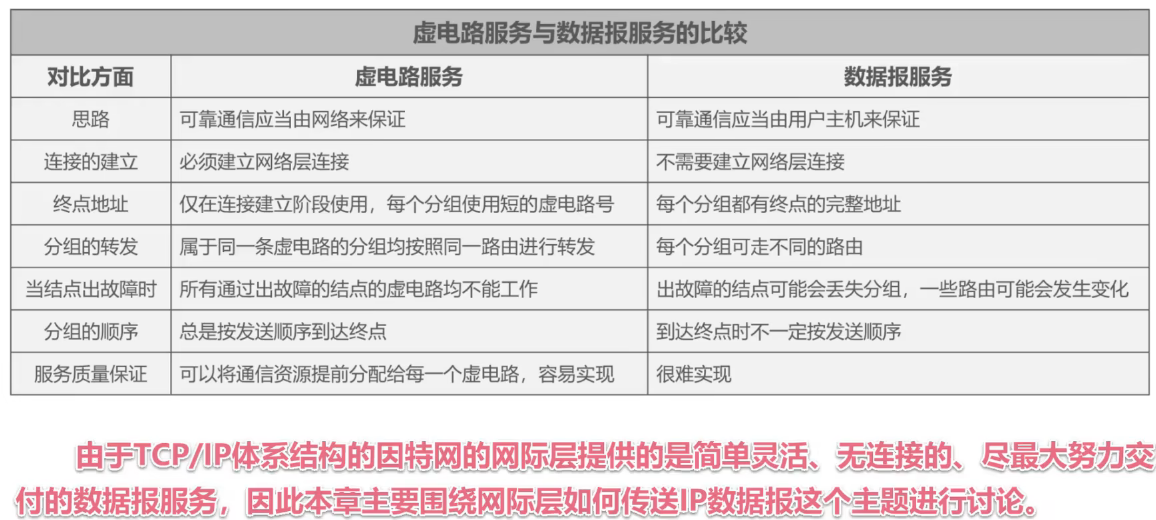 虚电路服务与数据报服务的比较
对比方面 虚电路服务 数据报服务
思路 可靠通信应当由网络来保证 可靠通信应当由用户主机来保证
连接的建立 必须建立网络层连接 不需要建立网络层连接
终点地址 仅在连接建立阶段使用，每个分组使用短的虚电路号 每个分组都有终点的完整地址
分组的转发 属于同一条虚电路的分组均按照同一路由进行转发 每个分组可走不同的路由
当结点出故障时 所有通过出故障的结点的虚电路均不能工作 出故障的结点可能会丢失分组，一些路由可能会发生变化
分组的顺序 总是按发送顺序到达终点 到达终点时不一定按发送顺序
服务质量保证 可以将通信资源提前分配给每一个虚电路，容易实现 很难实现
由于TCP/IP体系结构的因特网的网际层提供的是简单灵活、无连接的、尽最大努力交
付的数据报服务，因此本章主要围绕网际层如何传送IP数据报这个主题进行讨论。